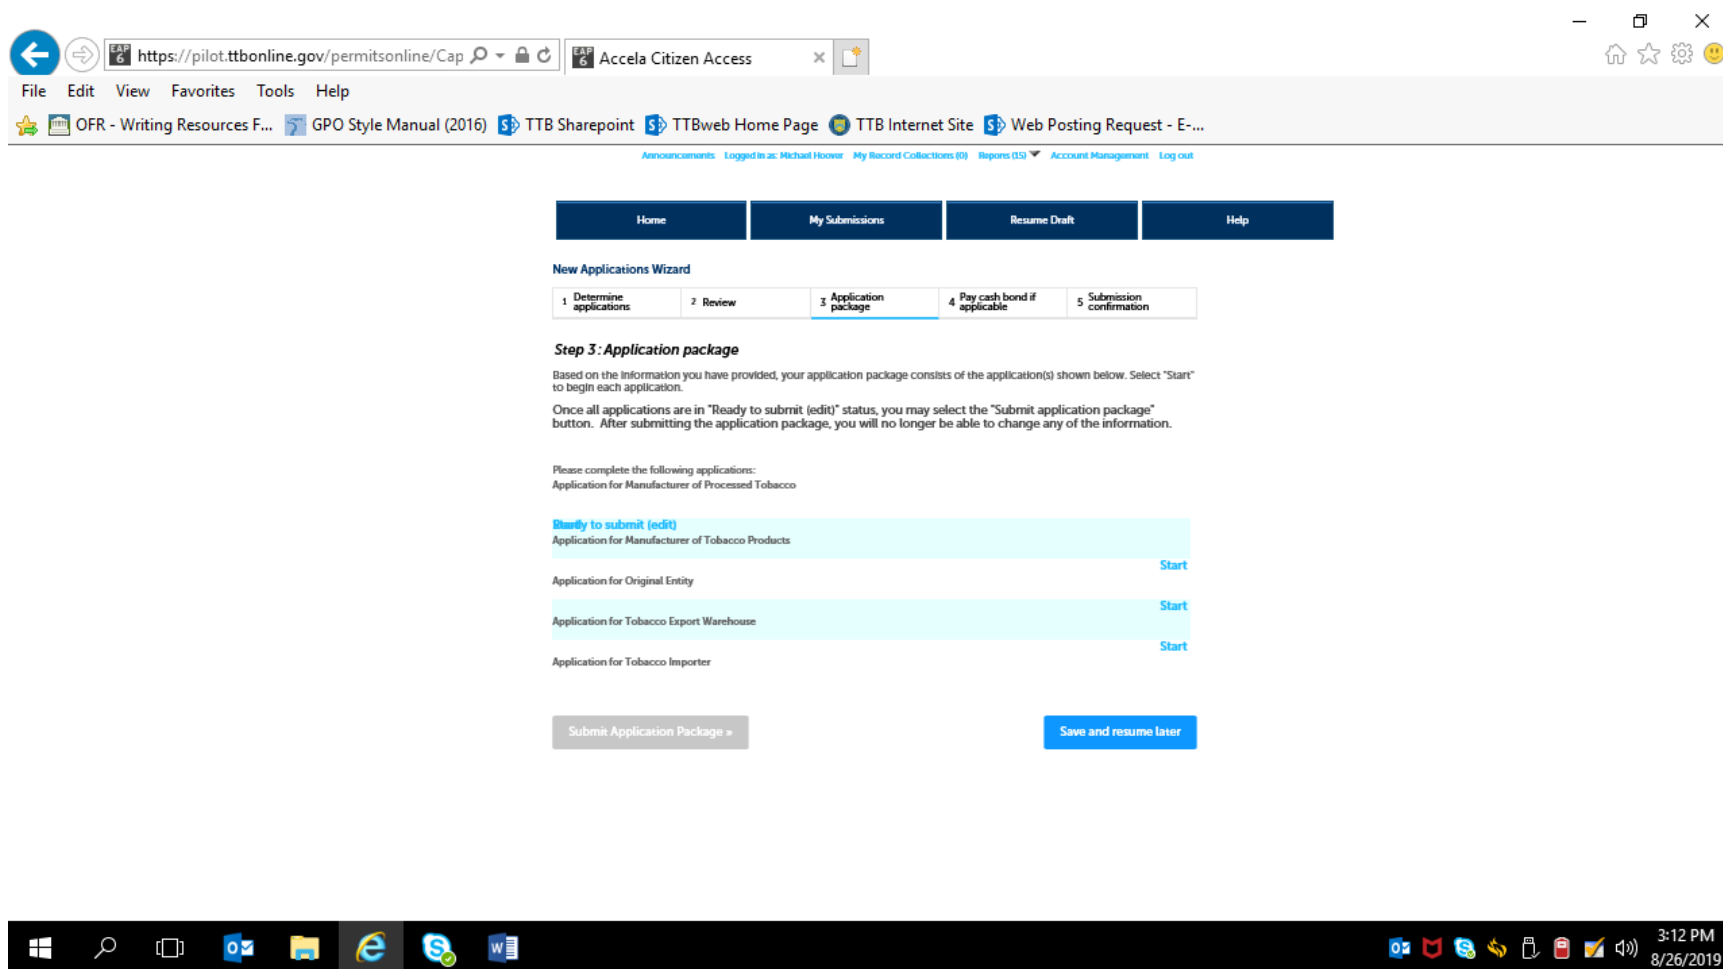 https://pilot.ttbonline.gov/permitsonline/Cap
Accela Citizen Access
File Edit View Favorites Tools Help
OFR - Writing Resources F... GPO Style Manual (2016) TTB Sharepoint TTBweb Home Page TTB Internet Site Web Posting Request - E-...
Announcements Logged in as: Michael Hoover My Record Collections (0) Reports (15) Account Management Log out
Home My Submissions Resume Draft Help
New Applications Wizard
1 Determine applications 2 Review 3 Application package 4 Pay cash bond if applicable 5 Submission confirmation
Step 3: Application package
Based on the information you have provided, your application package consists of the application(s) shown below. Select "Start"
to begin each application.
Once all applications are in "Ready to submit (edit)" status, you may select the "Submit application package"
button. After submitting the application package, you will no longer be able to change any of the information.
Please complete the following applications:
Application for Manufacturer of Processed Tobacco
Ready to submit (edit)
Application for Manufacturer of Tobacco Products
Start
Application for Original Entity
Start
Application for Tobacco Export Warehouse
Start
Application for Tobacco Importer
Submit Application Package »
Save and resume later
3:12 PM
8/26/2019